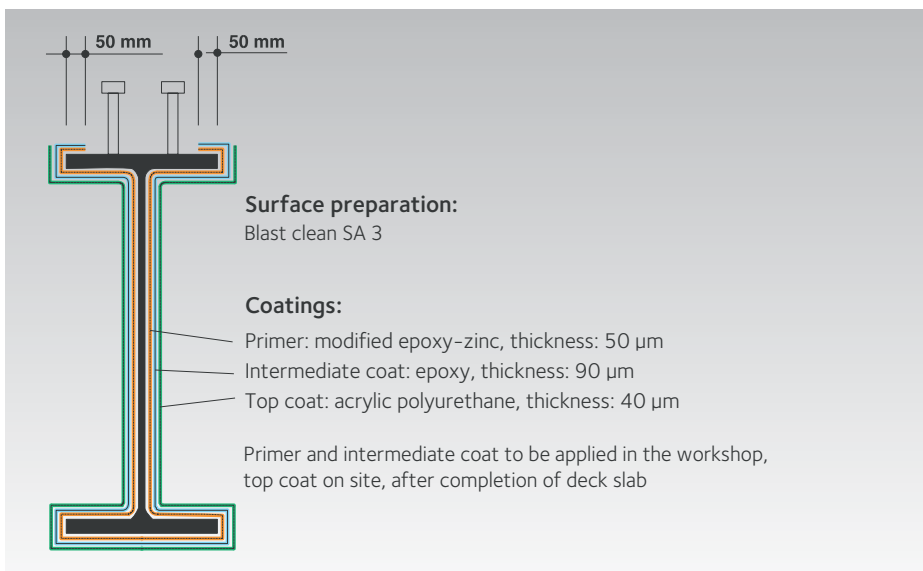 50 mm 50 mm
Surface preparation:
Blast clean SA 3
Coatings:
Primer: modified epoxy-zinc, thickness: 50 µm
Intermediate coat: epoxy, thickness: 90 µm
Top coat: acrylic polyurethane, thickness: 40 µm
Primer and intermediate coat to be applied in the workshop,
top coat on site, after completion of deck slab